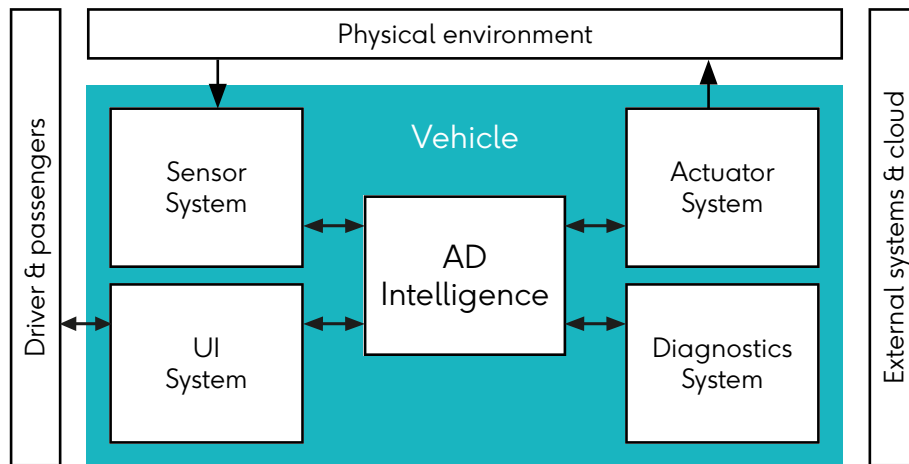 Physical environment
Driver & passengers
Vehicle
Sensor
System
Actuator
System
AD
Intelligence
UI
System
Diagnostics
System
External systems & cloud